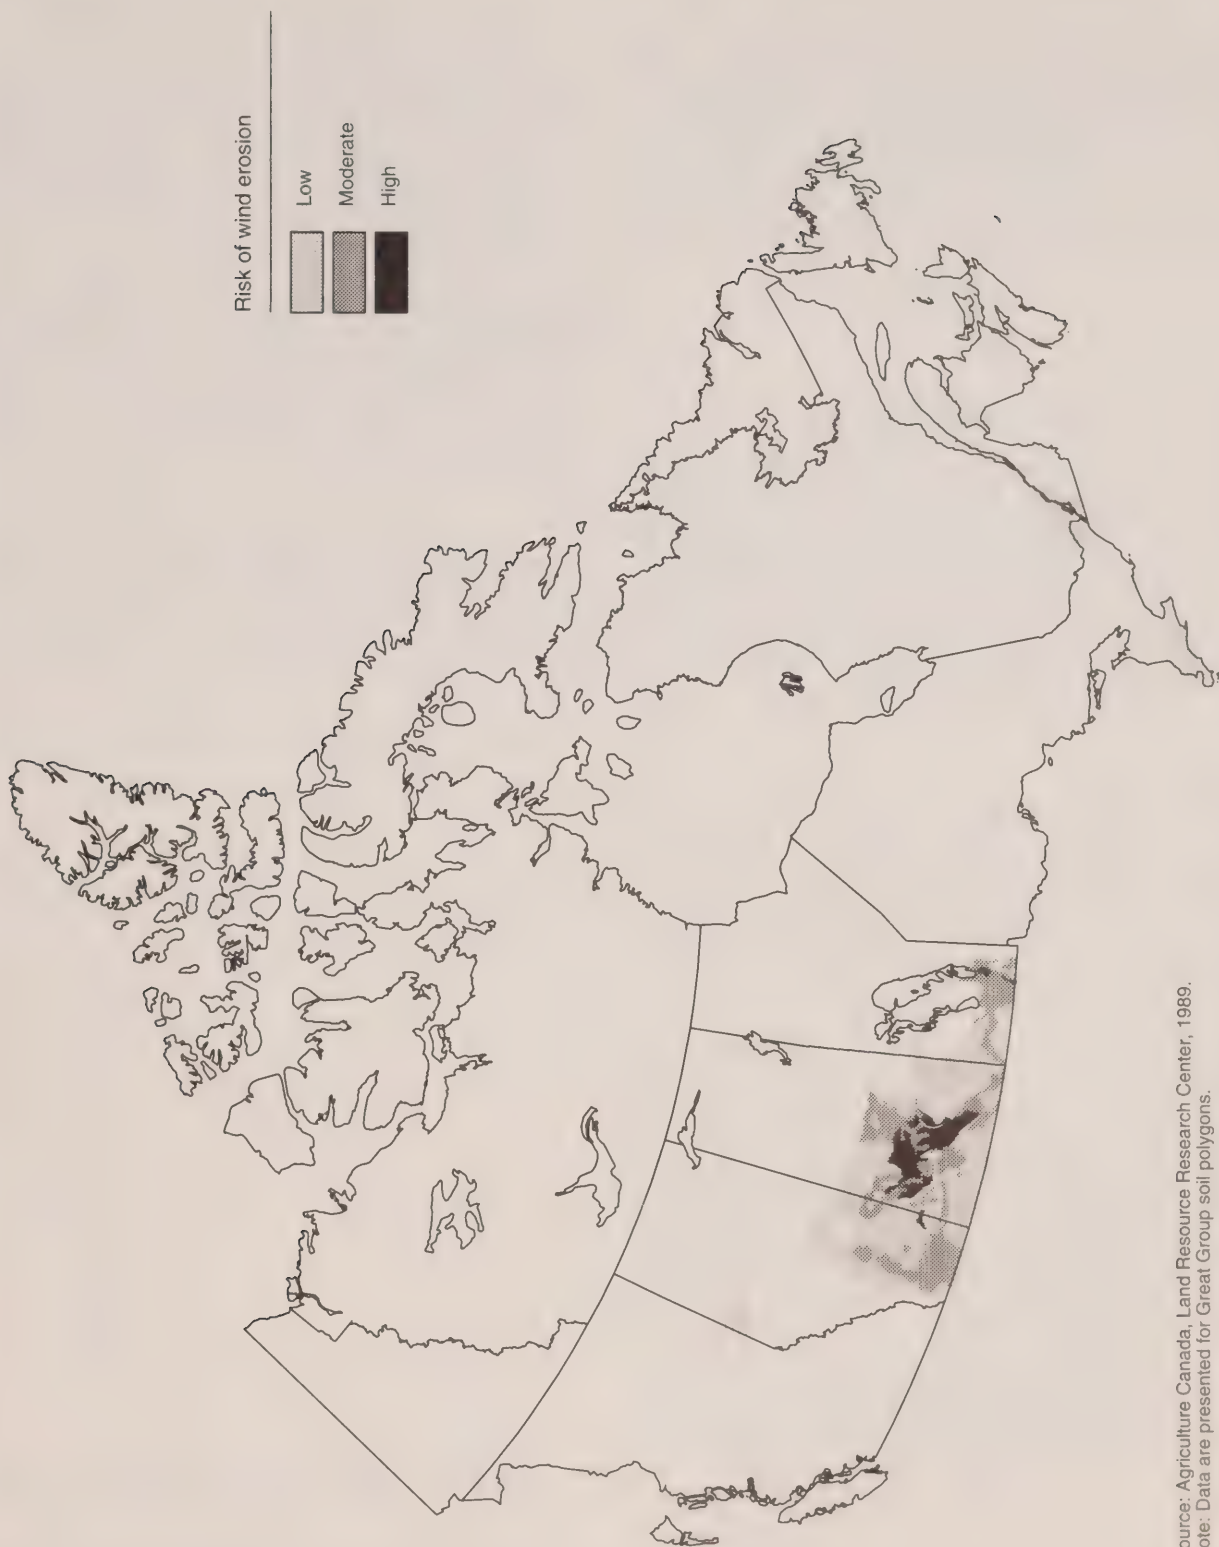 Risk of wind erosion
Low
Moderate
High
ource: Agriculture Canada, Land Resource Research Center, 1989.
ote: Data are presented for Great Group soil polygons.